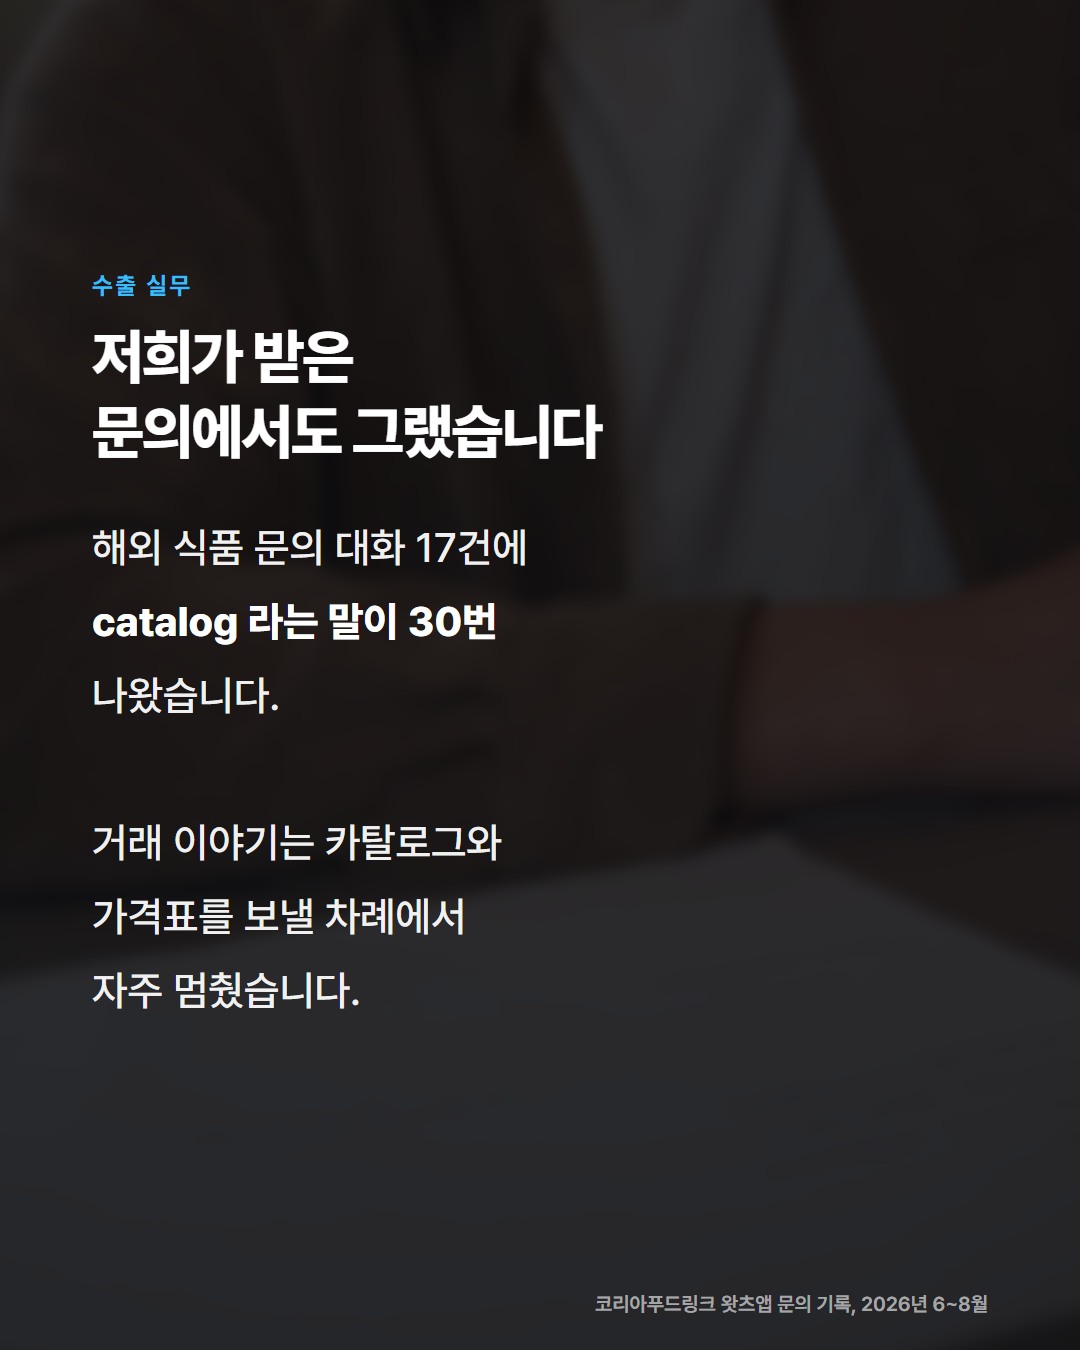 수출 실무
저희가 받은
문의에서도 그랬습니다
해외 식품 문의 대화 17건에
catalog 라는 말이 30번
나왔습니다.
거래 이야기는 카탈로그와
가격표를 보낼 차례에서
자주 멈췄습니다.
코리아푸드링크 왓츠앱 문의 기록, 2026년 6~8월